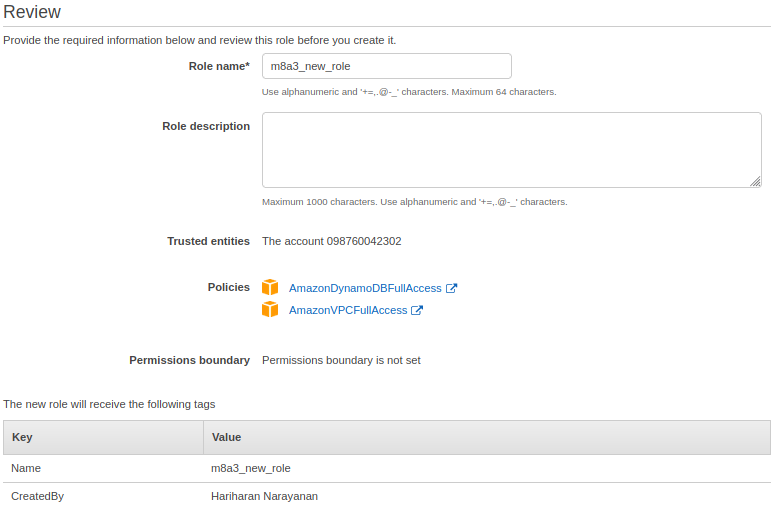 Review
Provide the required information below and review this role before you create it.
Role name* m8a3_new_role
Use alphanumeric and '+=,.@-_' characters. Maximum 64 characters.
Role description
Maximum 1000 characters. Use alphanumeric and '+=,.@-_' characters.
Trusted entities The account 098760042302
Policies AmazonDynamoDBFullAccess
AmazonVPCFullAccess
Permissions boundary Permissions boundary is not set
The new role will receive the following tags
Key Value
Name m8a3_new_role
CreatedBy Hariharan Narayanan